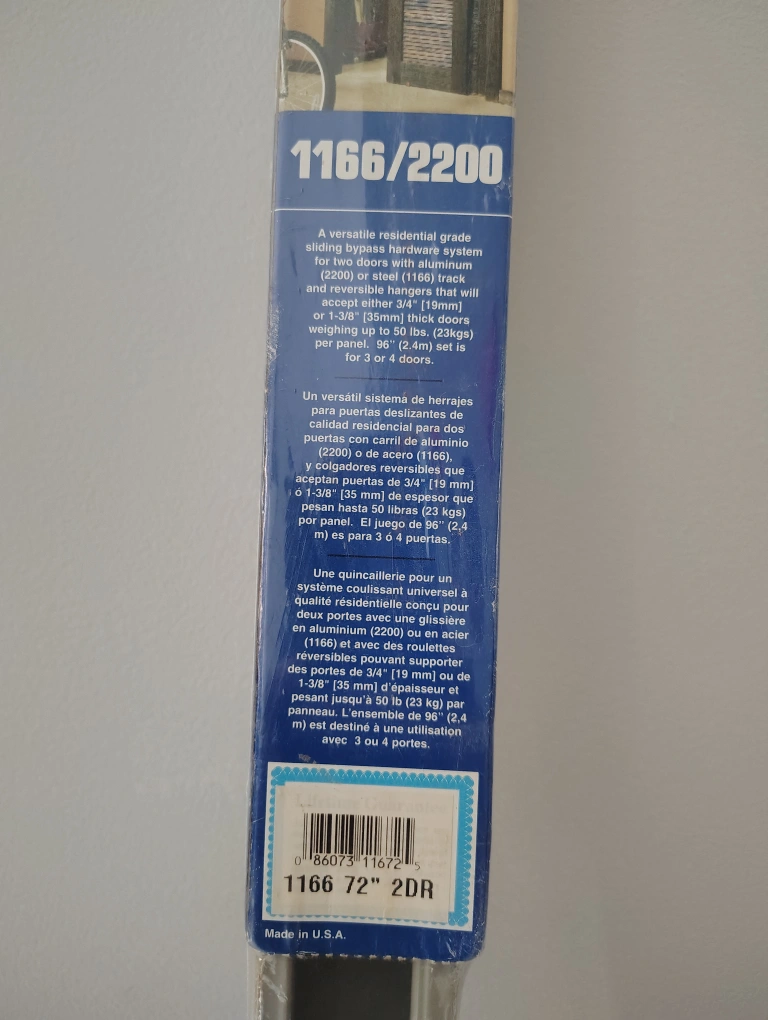 1166/2200
A versatile residential grade
sliding bypass hardware system
for two doors with aluminum
(2200) or steel (1166) track
and reversible hangers that will
accept either 3/4" [19mm]
or 1-3/8" [35mm] thick doors
weighing up to 50 lbs. (23kgs)
per panel. 96" (2.4m) set is
for 3 or 4 doors.
Un versátil sistema de herrajes
para puertas deslizantes de
calidad residencial para dos
puertas con carril de aluminio
(2200) o de acero (1166),
y colgadores reversibles que
aceptan puertas de 3/4" [19 mm]
ó 1-3/8" [35 mm] de espesor que
pesan hasta 50 libras (23 kgs)
por panel. El juego de 96" (2,4
m) es para 3 ó 4 puertas.
Une quincaillerie pour un
système coulissant universel à
qualité résidentielle conçu pour
deux portes avec une glissière
en aluminium (2200) ou en acier
(1166) et avec des roulettes
réversibles pouvant supporter
des portes de 3/4" [19 mm] ou de
1-3/8" [35 mm] d'épaisseur et
pesant jusqu'à 50 lb (23 kg) par
panneau. L'ensemble de 96" (2,4
m) est destiné à une utilisation
avec 3 ou 4 portes.
Lifetime Guarantee
0 86073 11672 5
1166 72" 2DR
Made in U.S.A.